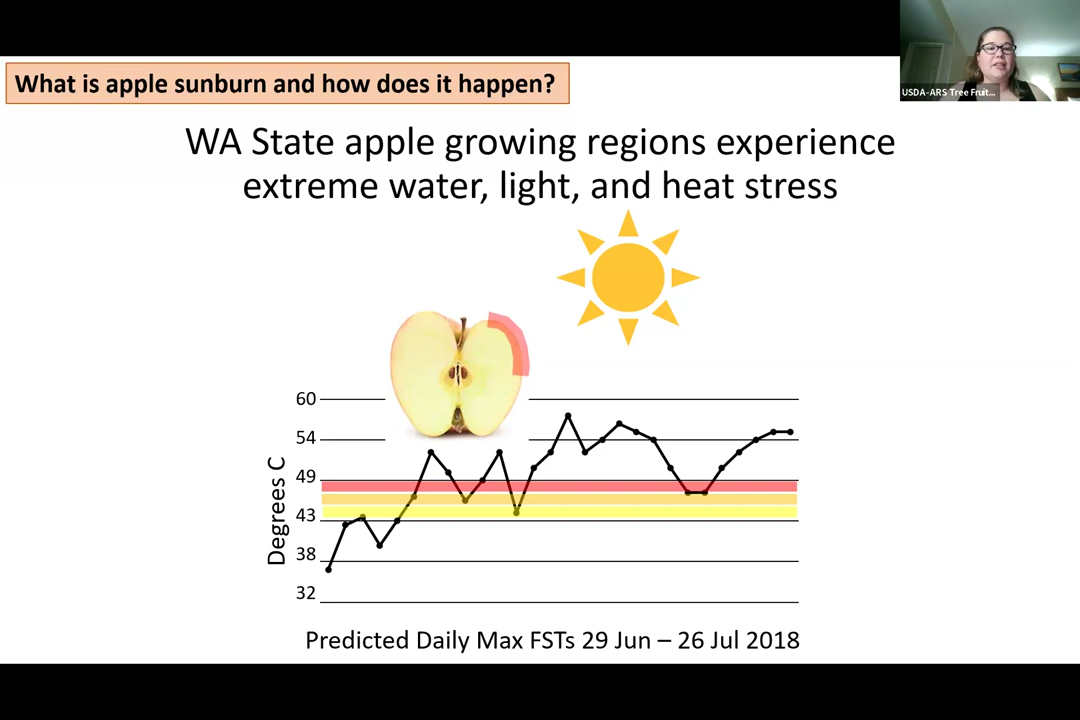 What is apple sunburn and how does it happen?
USDA-ARS Tree Fruit...
WA State apple growing regions experience
extreme water, light, and heat stress
60
54
49
43
38
32
Degrees C
Predicted Daily Max FSTs 29 Jun – 26 Jul 2018